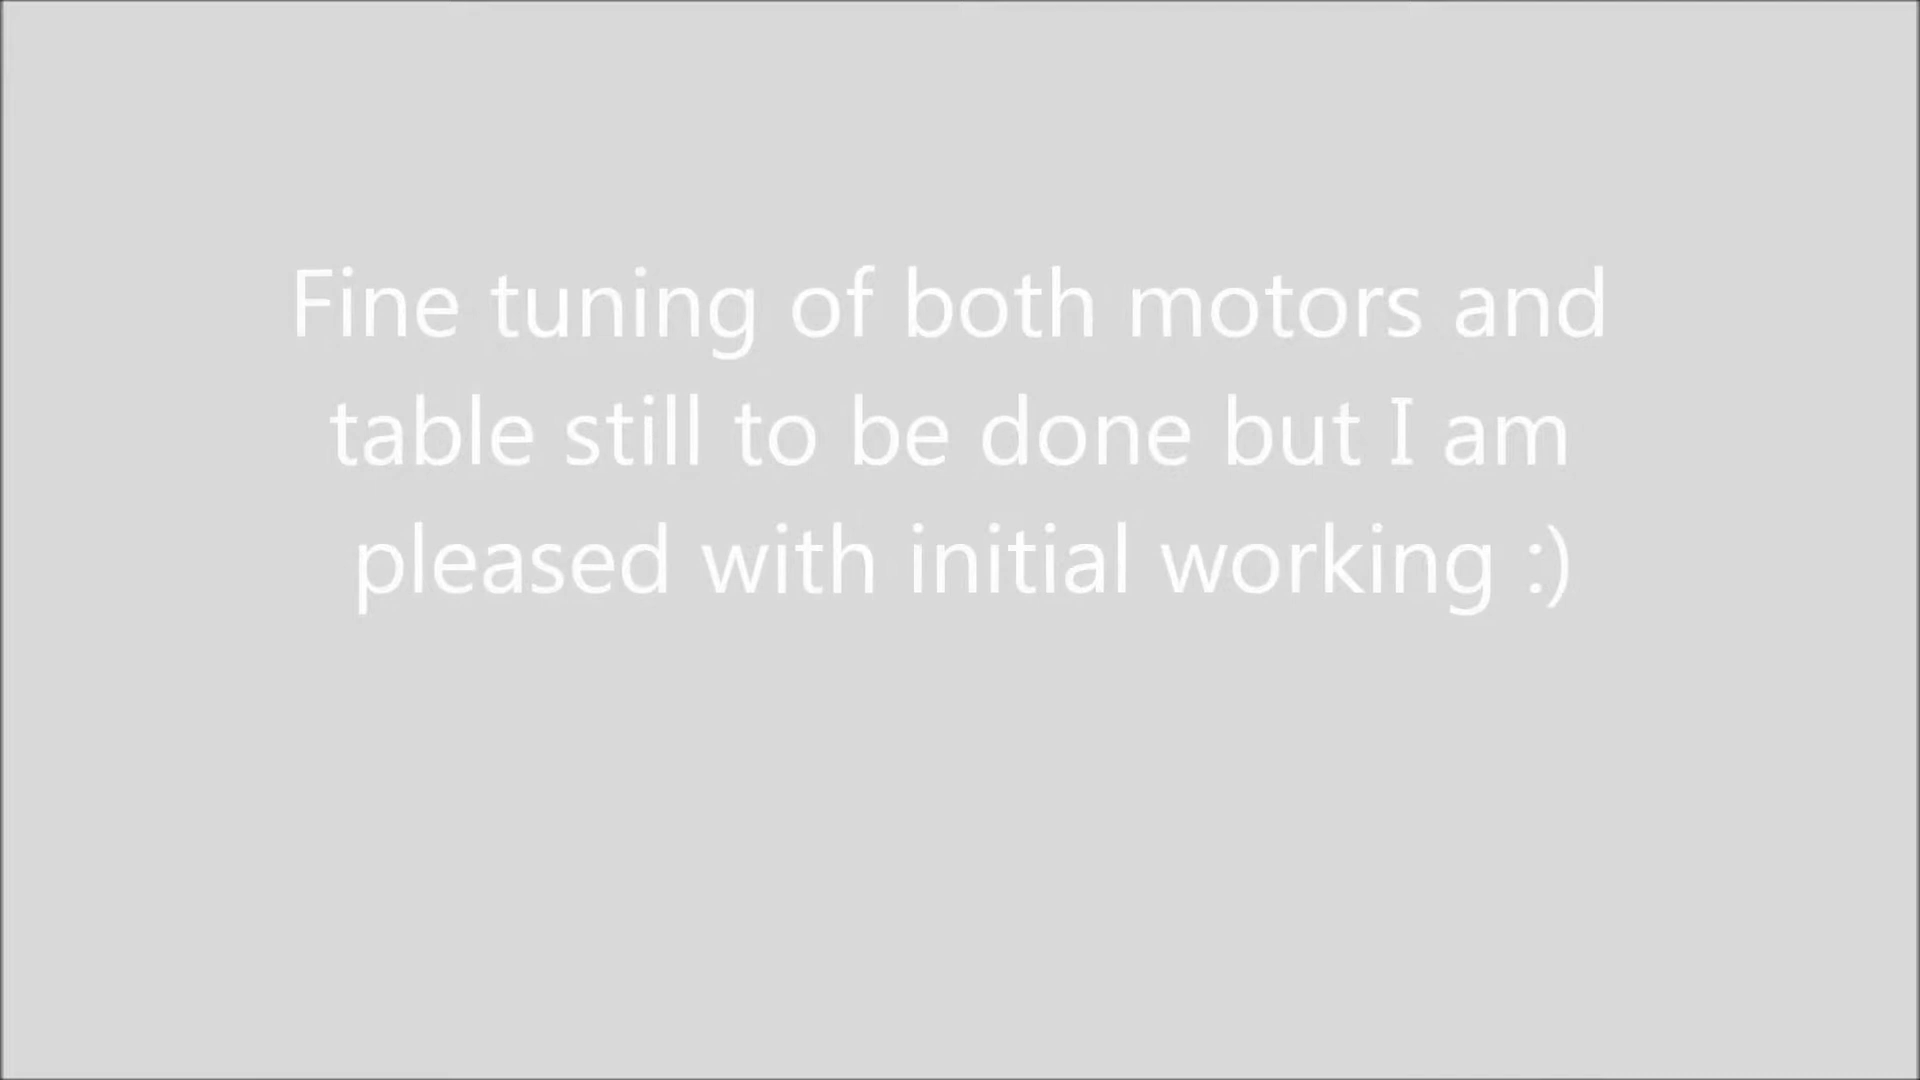 Fine tuning of both motors and
table still to be done but I am
pleased with initial working :)